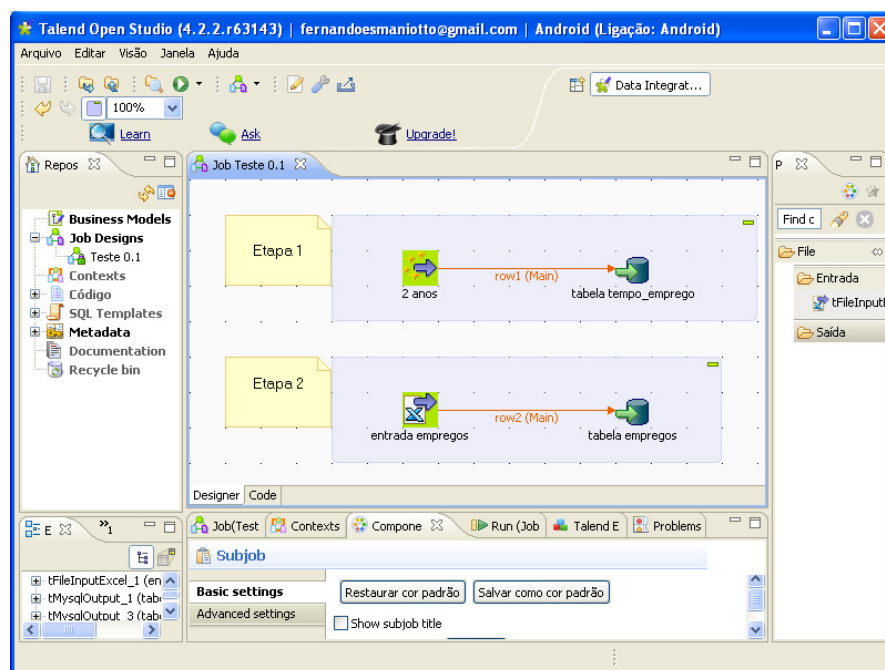 Talend Open Studio (4.2.2.r63143) | fernandoesmaniotto@gmail.com | Android (Ligação: Android)
Arquivo Editar Visão Janela Ajuda
Data Integrat...
100%
Learn Ask Upgrade!
Repos
Job Teste 0.1
P
Find c
Business Models
Job Designs
Teste 0.1
Contexts
Código
SQL Templates
Metadata
Documentation
Recycle bin
Etapa 1
2 anos
row1 (Main)
tabela tempo_emprego
Etapa 2
entrada empregos
row2 (Main)
tabela empregos
Designer Code
File
Entrada
tFileInputE
Saída
E
»1
tFileInputExcel_1 (en
tMysqlOutput_1 (tab
tMysqlOutput_3 (tab
Job(Test Contexts Compone Run (Job Talend E Problems
Subjob
Basic settings
Advanced settings
Restaurar cor padrão Salvar como cor padrão
Show subjob title